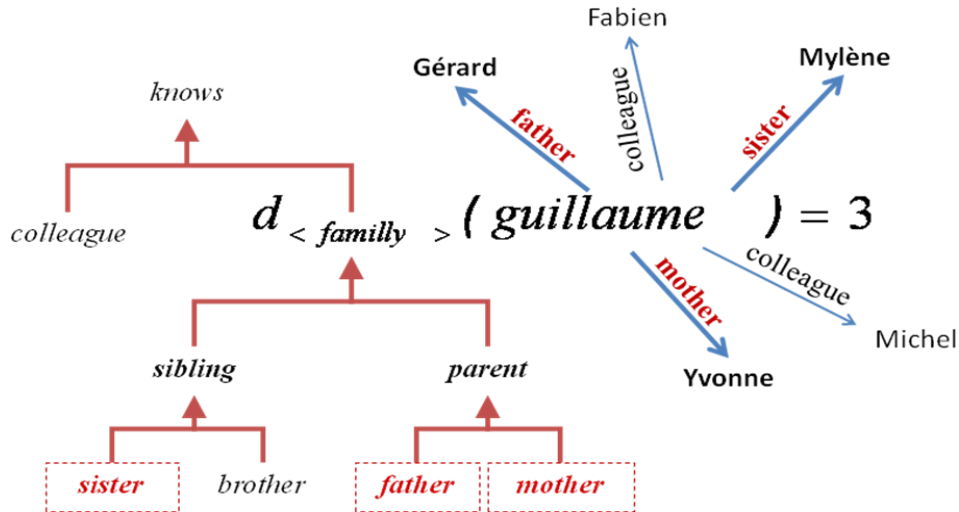 Fabien
Gérard
Mylène
knows
father
colleague
sister
colleague
d < familly > ( guillaume ) = 3
mother
colleague
Michel
sibling
parent
Yvonne
sister
brother
father
mother